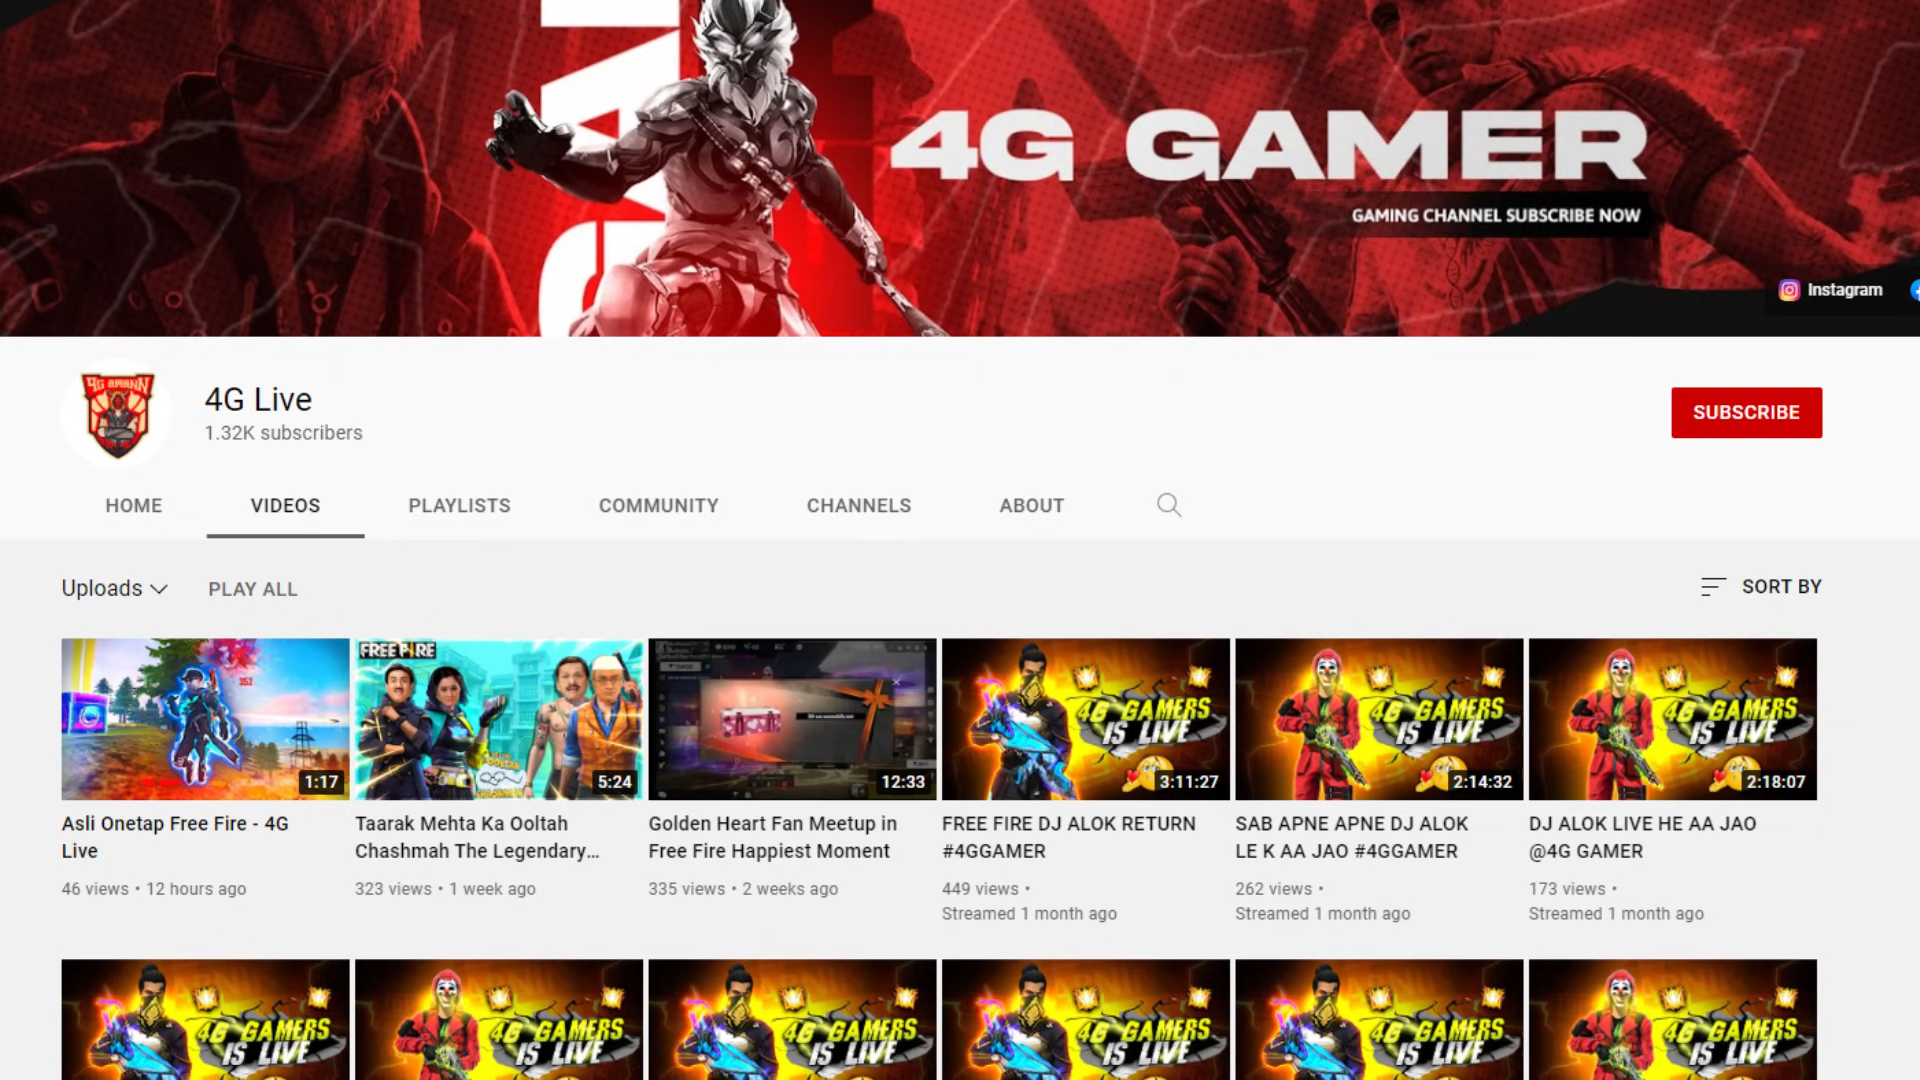 4G GAMER
GAMING CHANNEL SUBSCRIBE NOW
Instagram
4G AMANN
4G Live
1.32K subscribers
SUBSCRIBE
HOME VIDEOS PLAYLISTS COMMUNITY CHANNELS ABOUT
Uploads PLAY ALL
SORT BY
352
1:17
FREE FIRE
5:24
12:33
4G GAMERS
IS LIVE
3:11:27
4G GAMERS
IS LIVE
2:14:32
4G GAMERS
IS LIVE
2:18:07
Asli Onetap Free Fire - 4G
Live
46 views • 12 hours ago
Taarak Mehta Ka Ooltah
Chashmah The Legendary...
323 views • 1 week ago
Golden Heart Fan Meetup in
Free Fire Happiest Moment
335 views • 2 weeks ago
FREE FIRE DJ ALOK RETURN
#4GGAMER
449 views •
Streamed 1 month ago
SAB APNE APNE DJ ALOK
LE K AA JAO #4GGAMER
262 views •
Streamed 1 month ago
DJ ALOK LIVE HE AA JAO
@4G GAMER
173 views •
Streamed 1 month ago
4G GAMERS
IS LIVE
4G GAMERS
IS LIVE
4G GAMERS
IS LIVE
4G GAMERS
IS LIVE
4G GAMERS
IS LIVE
4G GAMERS
IS LIVE